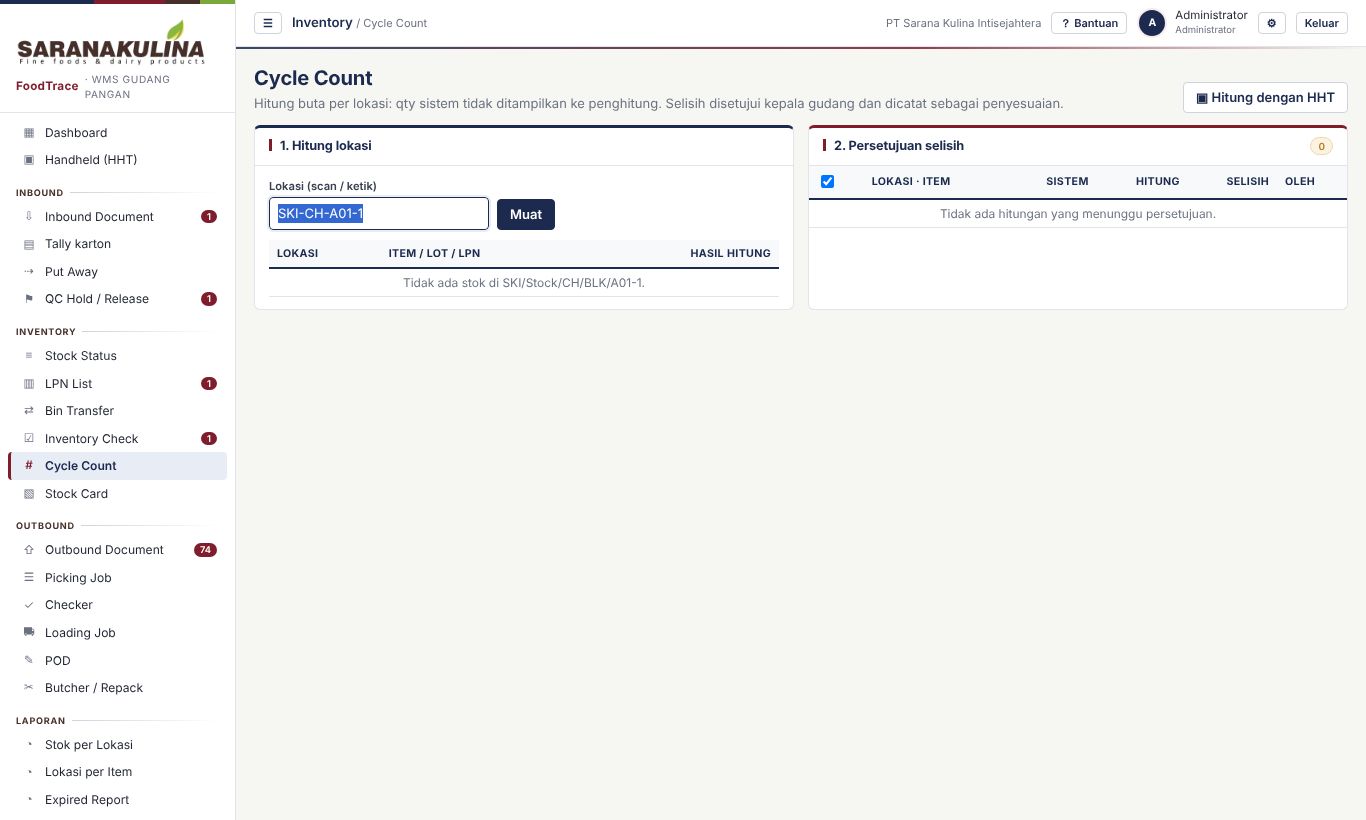 SARANAKULINA
Fine foods & dairy products
FoodTrace · WMS GUDANG PANGAN
Dashboard
Handheld (HHT)
INBOUND
Inbound Document 1
Tally karton
Put Away
QC Hold / Release 1
INVENTORY
Stock Status
LPN List 1
Bin Transfer
Inventory Check 1
# Cycle Count
Stock Card
OUTBOUND
Outbound Document 74
Picking Job
Checker
Loading Job
POD
Butcher / Repack
LAPORAN
Stok per Lokasi
Lokasi per Item
Expired Report
☰ Inventory / Cycle Count
PT Sarana Kulina Intisejahtera
? Bantuan
A
Administrator
Administrator
⚙
Keluar
Cycle Count
Hitung buta per lokasi: qty sistem tidak ditampilkan ke penghitung. Selisih disetujui kepala gudang dan dicatat sebagai penyesuaian.
▣ Hitung dengan HHT
1. Hitung lokasi
Lokasi (scan / ketik)
SKI-CH-A01-1 Muat
LOKASI ITEM / LOT / LPN HASIL HITUNG
Tidak ada stok di SKI/Stock/CH/BLK/A01-1.
2. Persetujuan selisih 0
LOKASI · ITEM SISTEM HITUNG SELISIH OLEH
Tidak ada hitungan yang menunggu persetujuan.